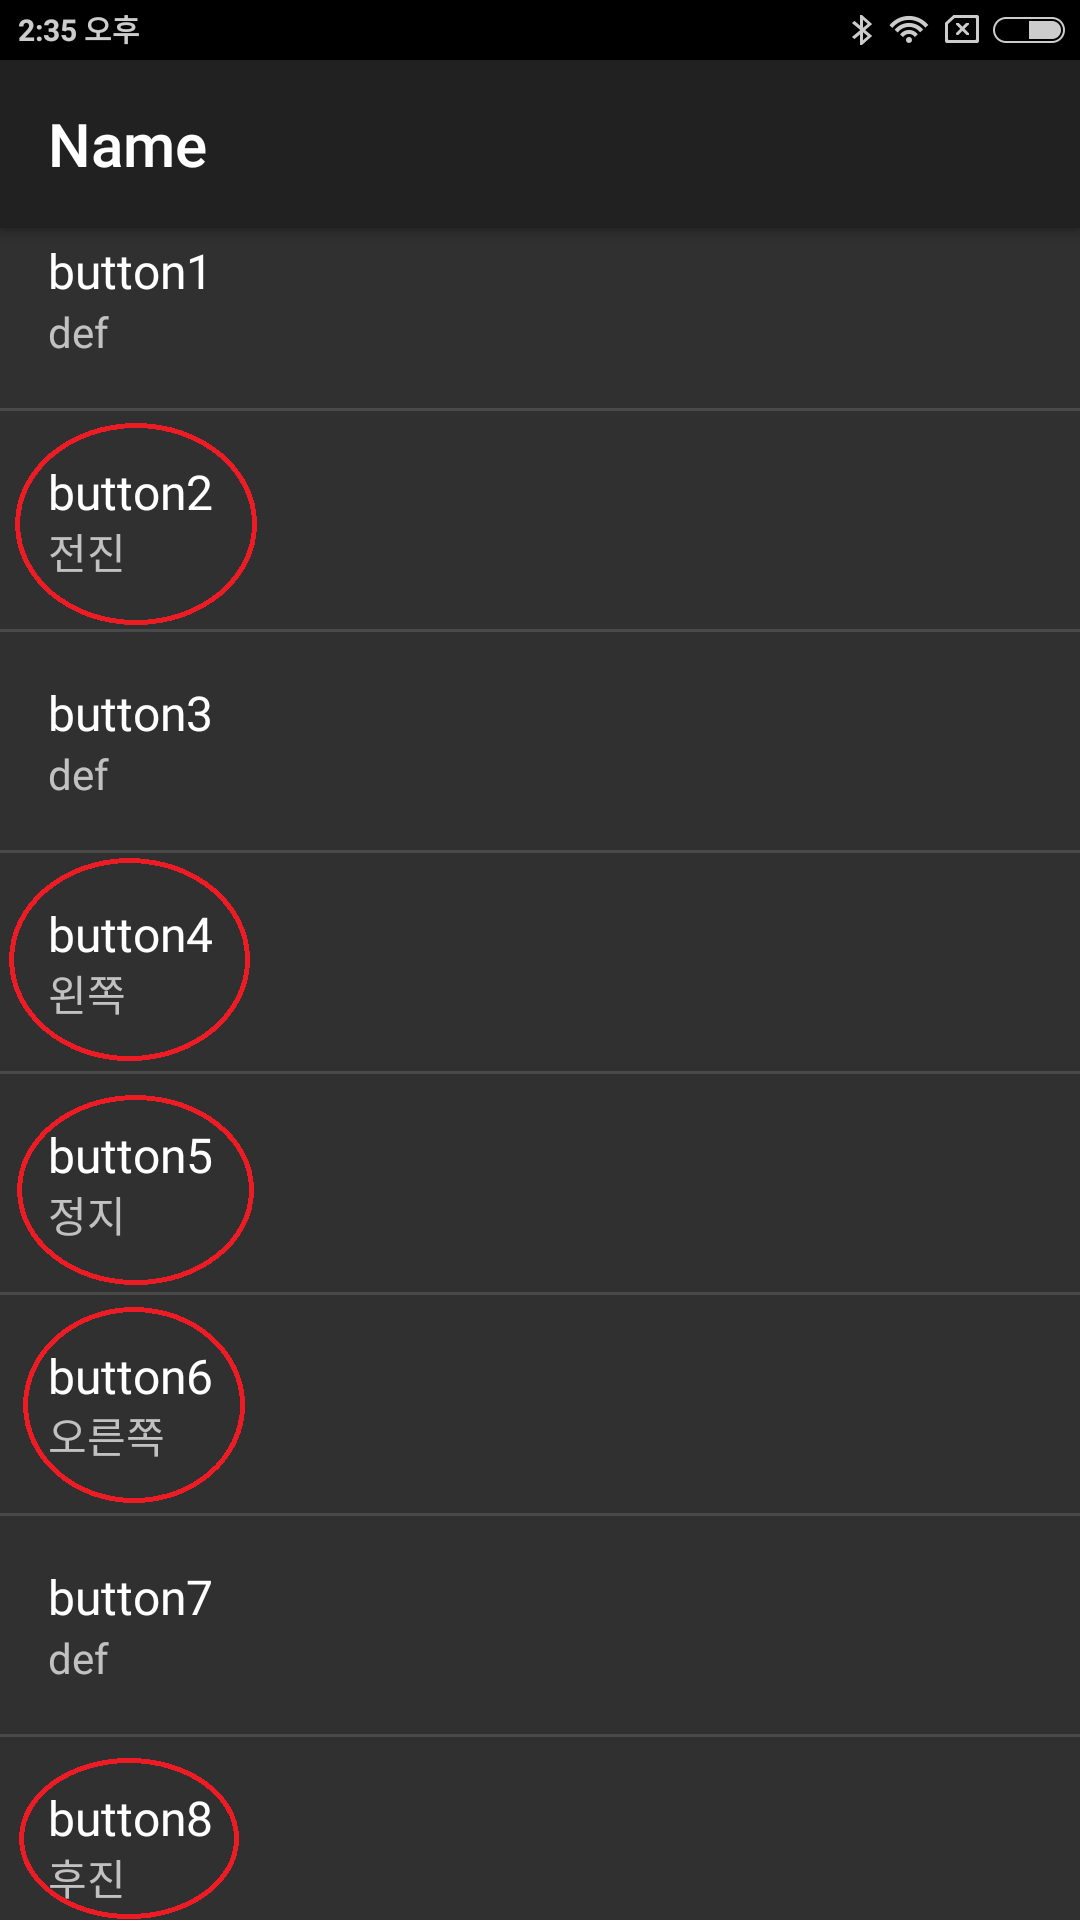 2:35 오후
Name
button1
def
button2
전진
button3
def
button4
왼쪽
button5
정지
button6
오른쪽
button7
def
button8
후진